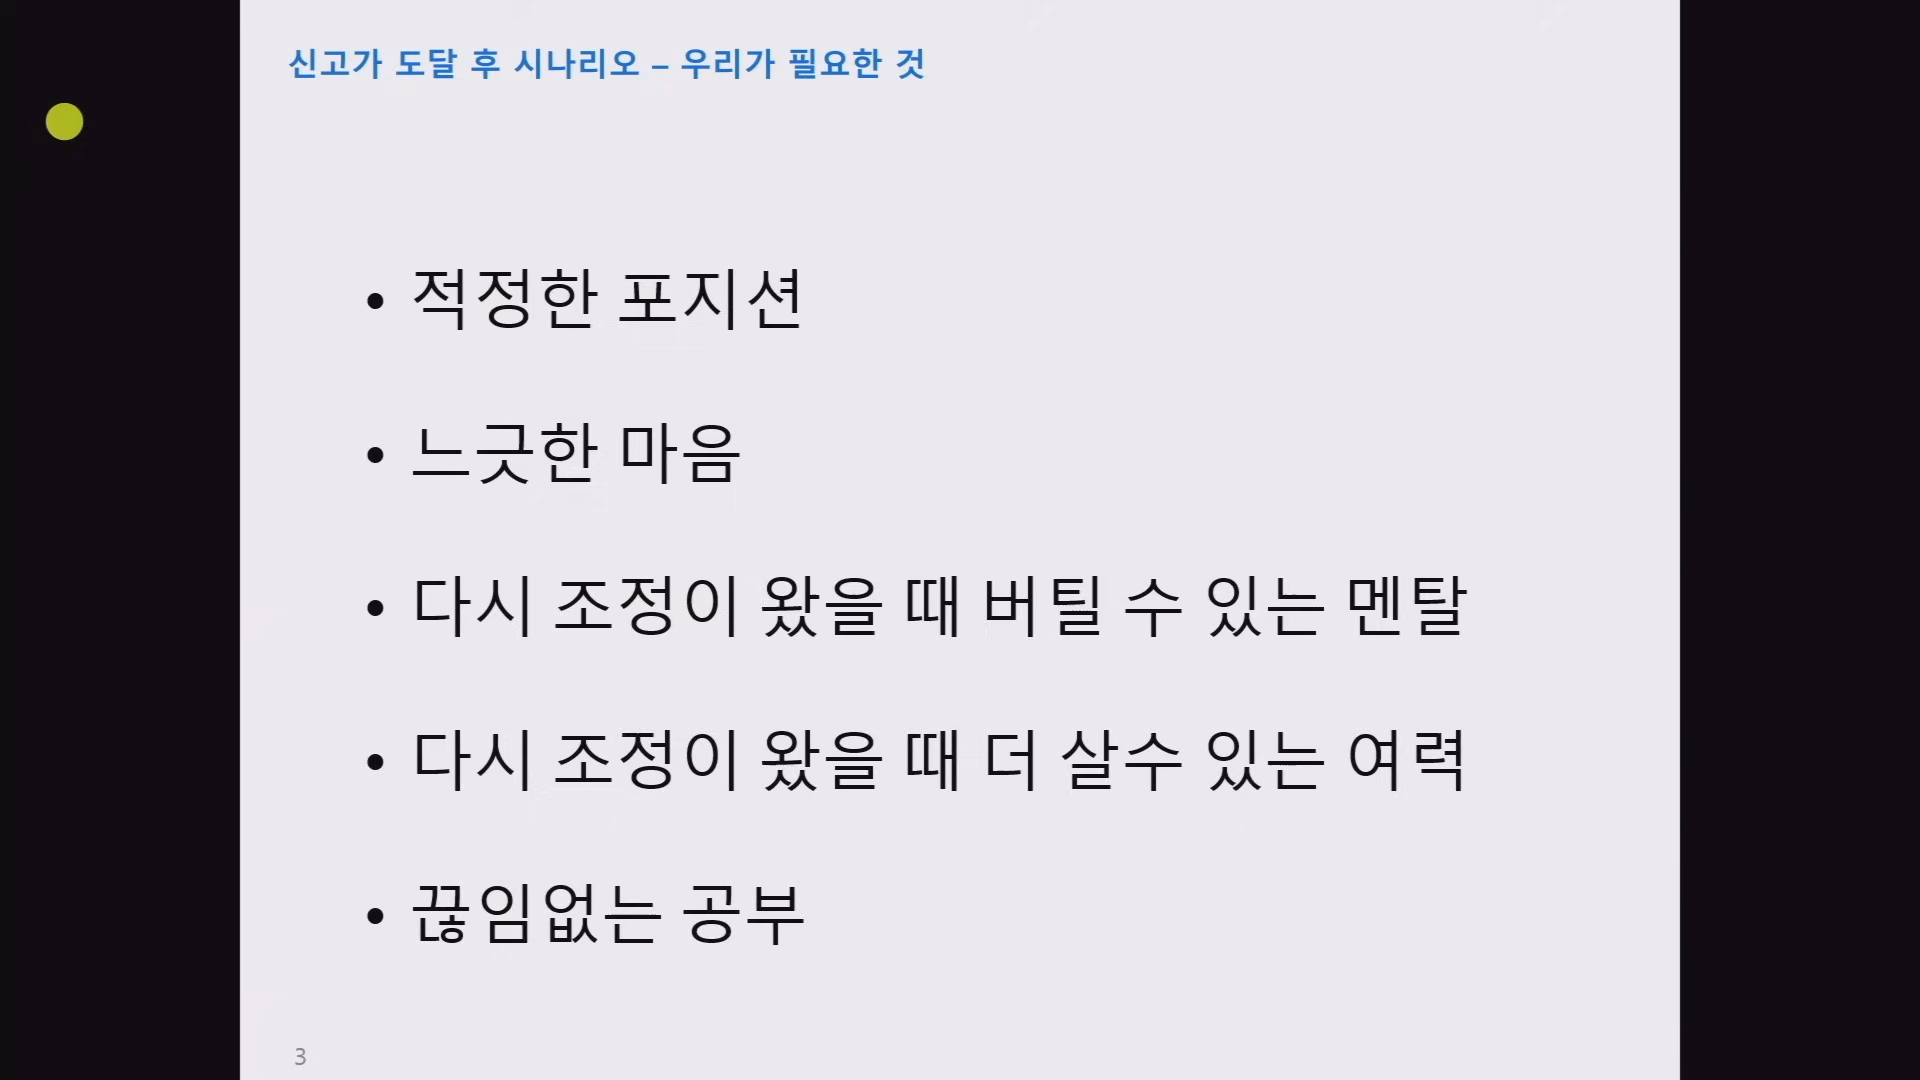 신고가 도달 후 시나리오 – 우리가 필요한 것
• 적정한 포지션
• 느긋한 마음
• 다시 조정이 왔을 때 버틸 수 있는 멘탈
• 다시 조정이 왔을 때 더 살수 있는 여력
• 끊임없는 공부
3